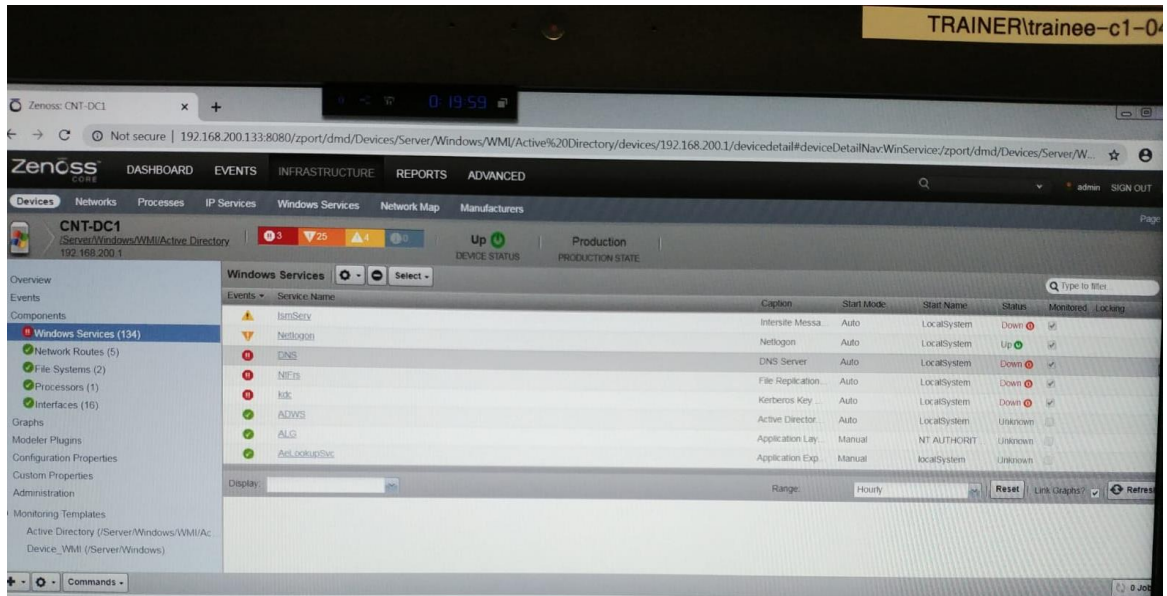 TRAINER\trainee-c1-04
0:19:59
Zenoss: CNT-DC1
Not secure | 192.168.200.133:8080/zport/dmd/Devices/Server/Windows/WMI/Active%20Directory/devices/192.168.200.1/devicedetail#deviceDetailNav:WinService:/zport/dmd/Devices/Server/W...
Zenoss CORE DASHBOARD EVENTS INFRASTRUCTURE REPORTS ADVANCED
admin SIGN OUT
Devices Networks Processes IP Services Windows Services Network Map Manufacturers
Page
CNT-DC1
/Server/Windows/WMI/Active Directory
192.168.200.1
3 25 4 0
Up
DEVICE STATUS
Production
PRODUCTION STATE
Overview
Events
Components
Windows Services (134)
Network Routes (5)
File Systems (2)
Processors (1)
Interfaces (16)
Graphs
Modeler Plugins
Configuration Properties
Custom Properties
Administration
Monitoring Templates
Active Directory (/Server/Windows/WMI/Ac...
Device_WMI (/Server/Windows)
Windows Services Select
Type to filter...
Events Service Name Caption Start Mode Start Name Status Monitored Locking
IsmServ Intersite Messa... Auto LocalSystem Down
Netlogon Netlogon Auto LocalSystem Up
DNS DNS Server Auto LocalSystem Down
NtFrs File Replication... Auto LocalSystem Down
kdc Kerberos Key ... Auto LocalSystem Down
ADWS Active Director... Auto LocalSystem Unknown
ALG Application Lay... Manual NT AUTHORIT... Unknown
AeLookupSvc Application Exp... Manual localSystem Unknown
Display: Range: Hourly Reset Link Graphs? Refresh
Commands
0 Job